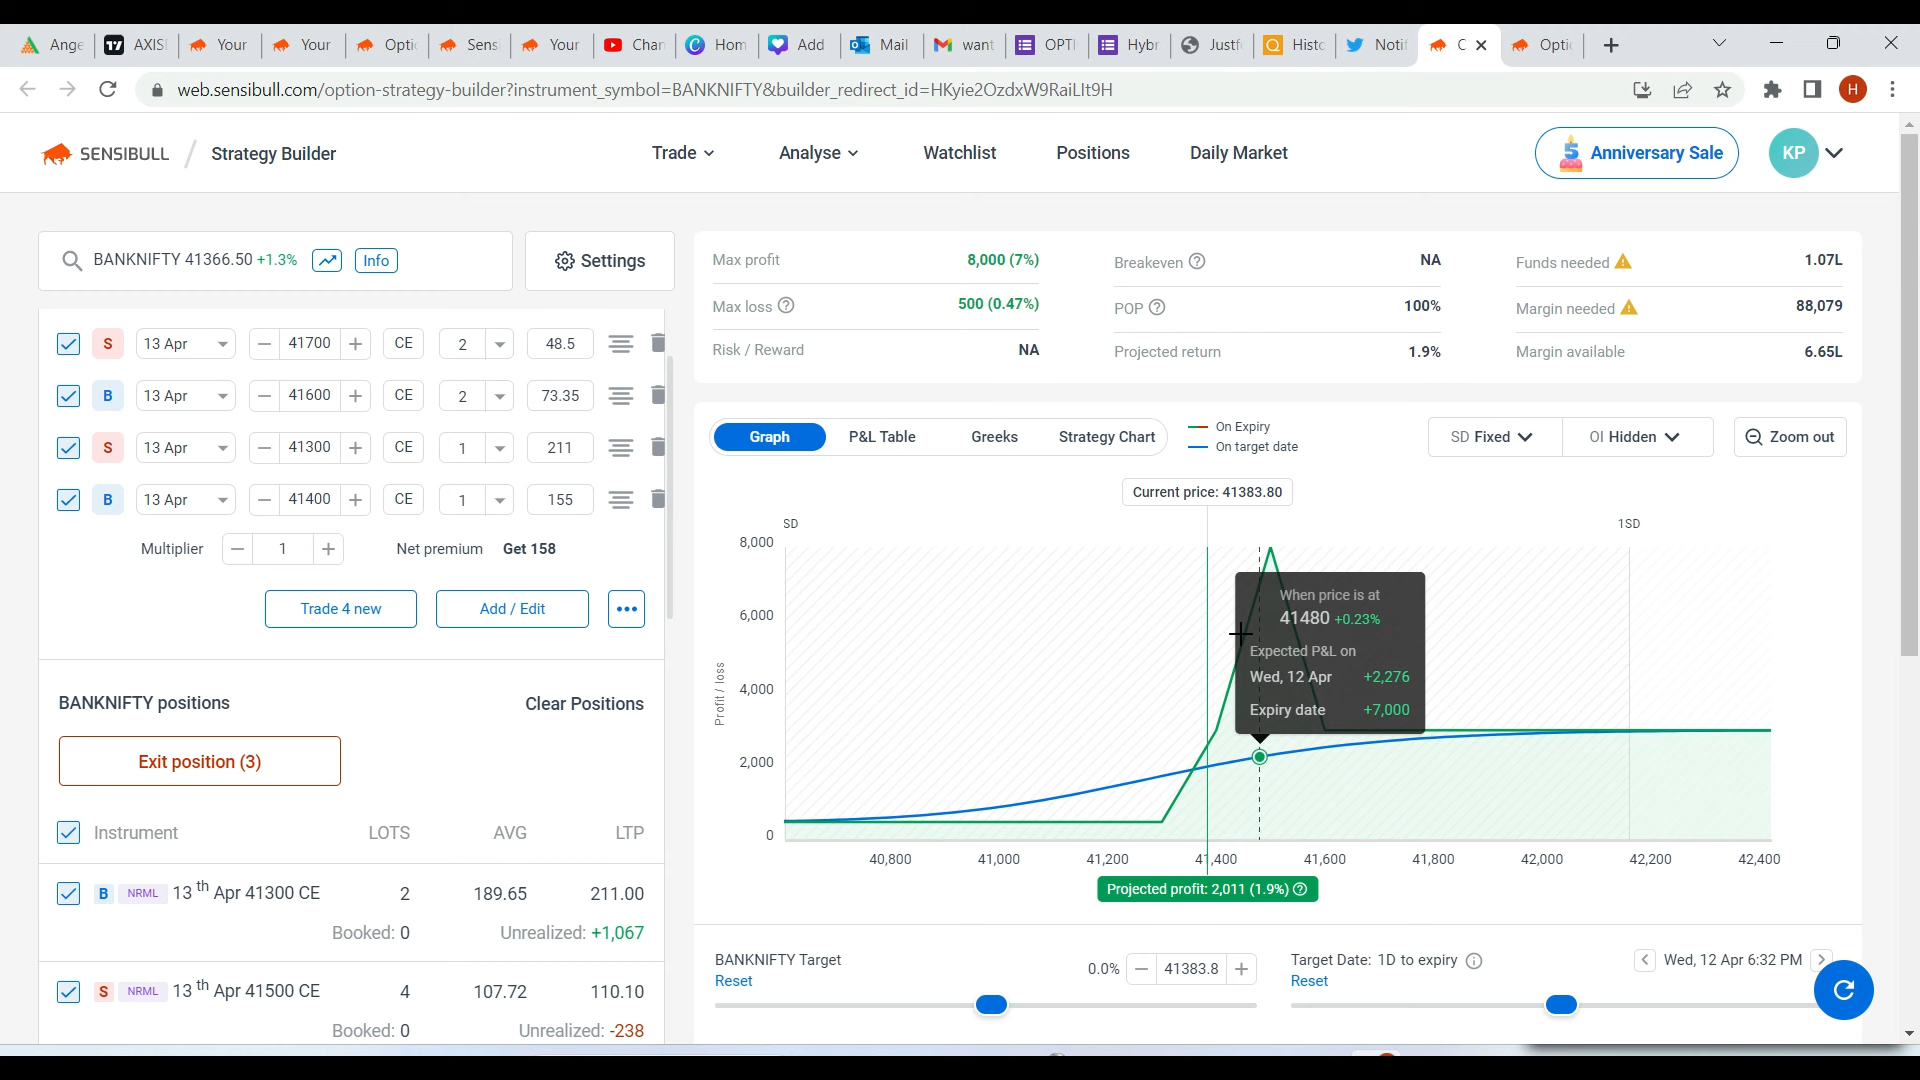 Ange
AXIS
Your
Your
Optio
Sens
Your
Chan
Hom
Add
Mail
want
OPTI
Hybr
Justf
Histo
Notif
C
Optio
web.sensibull.com/option-strategy-builder?instrument_symbol=BANKNIFTY&builder_redirect_id=HKyie2OzdxW9RaiLIt9H
H
SENSIBULL / Strategy Builder
Trade
Analyse
Watchlist
Positions
Daily Market
5 Anniversary Sale
KP
BANKNIFTY 41366.50 +1.3% Info
Settings
S 13 Apr 41700 CE 2 48.5
B 13 Apr 41600 CE 2 73.35
S 13 Apr 41300 CE 1 211
B 13 Apr 41400 CE 1 155
Multiplier 1 Net premium Get 158
Trade 4 new
Add / Edit
BANKNIFTY positions Clear Positions
Exit position (3)
Instrument LOTS AVG LTP
B NRML 13 th Apr 41300 CE 2 189.65 211.00
Booked: 0 Unrealized: +1,067
S NRML 13 th Apr 41500 CE 4 107.72 110.10
Booked: 0 Unrealized: -238
Max profit 8,000 (7%)
Max loss 500 (0.47%)
Risk / Reward NA
Breakeven NA
POP 100%
Projected return 1.9%
Funds needed 1.07L
Margin needed 88,079
Margin available 6.65L
Graph
P&L Table
Greeks
Strategy Chart
On Expiry
On target date
SD Fixed
OI Hidden
Zoom out
Current price: 41383.80
SD
1SD
8,000
6,000
4,000
2,000
0
Profit / loss
When price is at
41480 +0.23%
Expected P&L on
Wed, 12 Apr +2,276
Expiry date +7,000
40,800 41,000 41,200 41,400 41,600 41,800 42,000 42,200 42,400
Projected profit: 2,011 (1.9%)
BANKNIFTY Target
Reset
0.0% 41383.8
Target Date: 1D to expiry
Reset
Wed, 12 Apr 6:32 PM